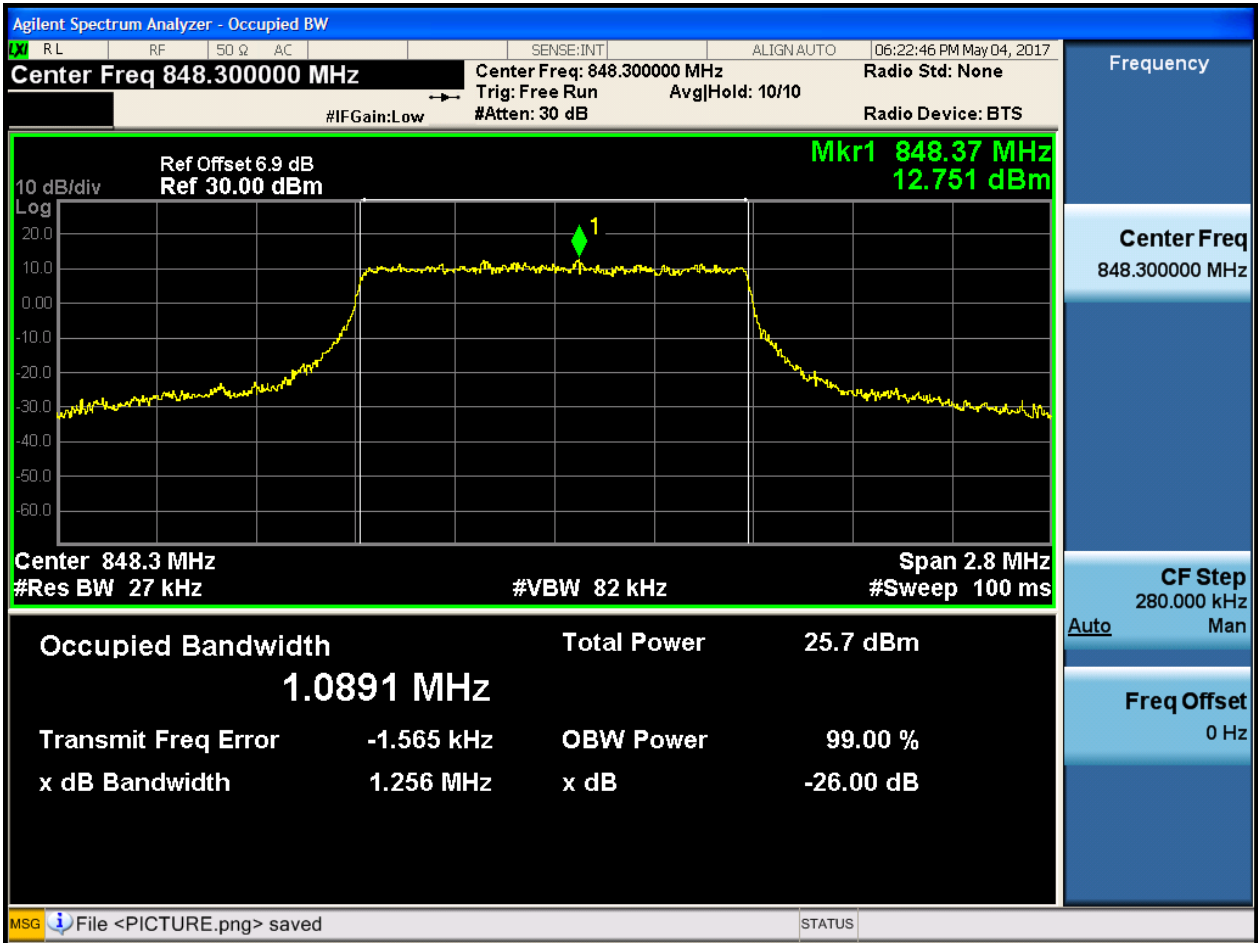 Agilent Spectrum Analyzer - Occupied BW
LXI RL RF 50 Ω AC SENSE:INT ALIGN AUTO 06:22:46 PM May 04, 2017
Center Freq 848.300000 MHz
Center Freq: 848.300000 MHz Radio Std: None
Trig: Free Run Avg|Hold: 10/10
#IFGain:Low #Atten: 30 dB Radio Device: BTS
Mkr1 848.37 MHz
12.751 dBm
Ref Offset 6.9 dB
10 dB/div Ref 30.00 dBm
Log
20.0
10.0
0.00
-10.0
-20.0
-30.0
-40.0
-50.0
-60.0
1
Center 848.3 MHz Span 2.8 MHz
#Res BW 27 kHz #VBW 82 kHz #Sweep 100 ms
Occupied Bandwidth Total Power 25.7 dBm
1.0891 MHz
Transmit Freq Error -1.565 kHz OBW Power 99.00 %
x dB Bandwidth 1.256 MHz x dB -26.00 dB
Frequency
Center Freq
848.300000 MHz
CF Step
280.000 kHz
Auto Man
Freq Offset
0 Hz
MSG File <PICTURE.png> saved STATUS